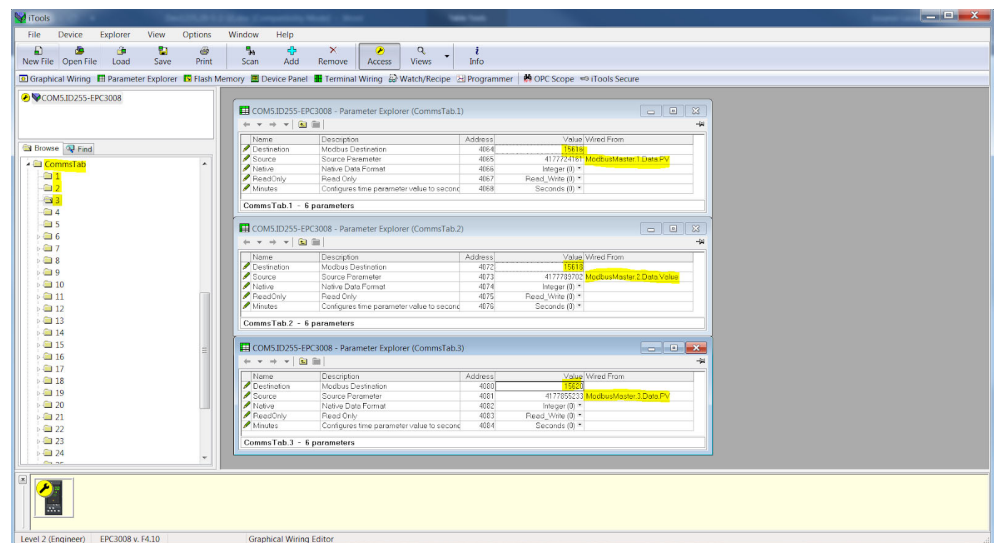 iTools
File Device Explorer View Options Window Help
New File Open File Load Save Print Scan Add Remove Access Views Info
Graphical Wiring Parameter Explorer Flash Memory Device Panel Terminal Wiring Watch/Recipe Programmer OPC Scope iTools Secure
COM5.ID255-EPC3008
Browse Find
CommsTab
1
2
3
4
5
6
7
8
9
10
11
12
13
14
15
16
17
18
19
20
21
22
23
24
COM5.ID255-EPC3008 - Parameter Explorer (CommsTab.1)
Name Description Address Value Wired From
Destination Modbus Destination 4064 15616
Source Source Parameter 4065 4177724161 ModbusMaster.1.Data.PV
Native Native Data Format 4066 Integer (0)
ReadOnly Read Only 4067 Read_Write (0)
Minutes Configures time parameter value to second 4068 Seconds (0)
CommsTab.1 - 6 parameters
COM5.ID255-EPC3008 - Parameter Explorer (CommsTab.2)
Name Description Address Value Wired From
Destination Modbus Destination 4072 15618
Source Source Parameter 4073 4177789702 ModbusMaster.2.Data.Value
Native Native Data Format 4074 Integer (0)
ReadOnly Read Only 4075 Read_Write (0)
Minutes Configures time parameter value to second 4076 Seconds (0)
CommsTab.2 - 6 parameters
COM5.ID255-EPC3008 - Parameter Explorer (CommsTab.3)
Name Description Address Value Wired From
Destination Modbus Destination 4080 15620
Source Source Parameter 4081 4177855233 ModbusMaster.3.Data.PV
Native Native Data Format 4082 Integer (0)
ReadOnly Read Only 4083 Read_Write (0)
Minutes Configures time parameter value to second 4084 Seconds (0)
CommsTab.3 - 6 parameters
Level 2 (Engineer) EPC3008 v. F4.10 Graphical Wiring Editor